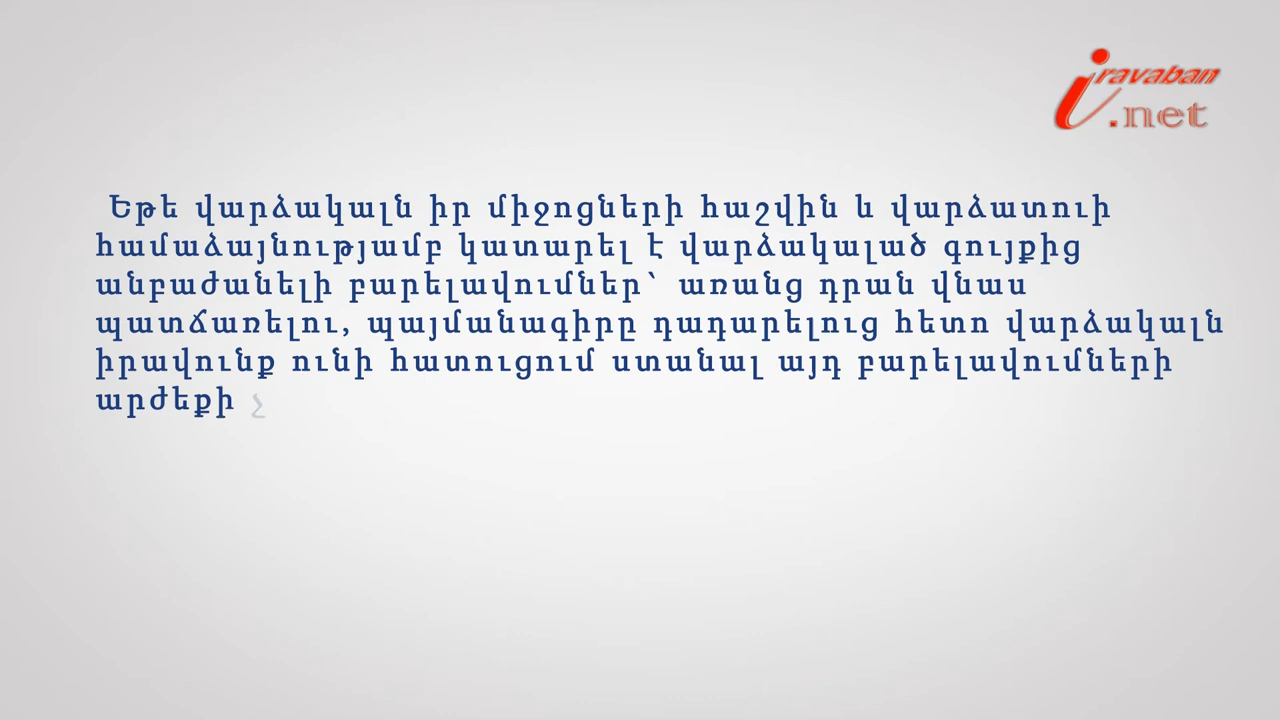 iravaban
.net
Եթե վարձակալն իր միջոցների հաշվին և վարձատուի
համաձայնությամբ կատարել է վարձակալած գույքից
անբաժանելի բարելավումներ՝ առանց դրան վնաս
պատճառելու, պայմանագիրը դադարելուց հետո վարձակալն
իրավունք ունի հատուցում ստանալ այդ բարելավումների
արժեքի չ